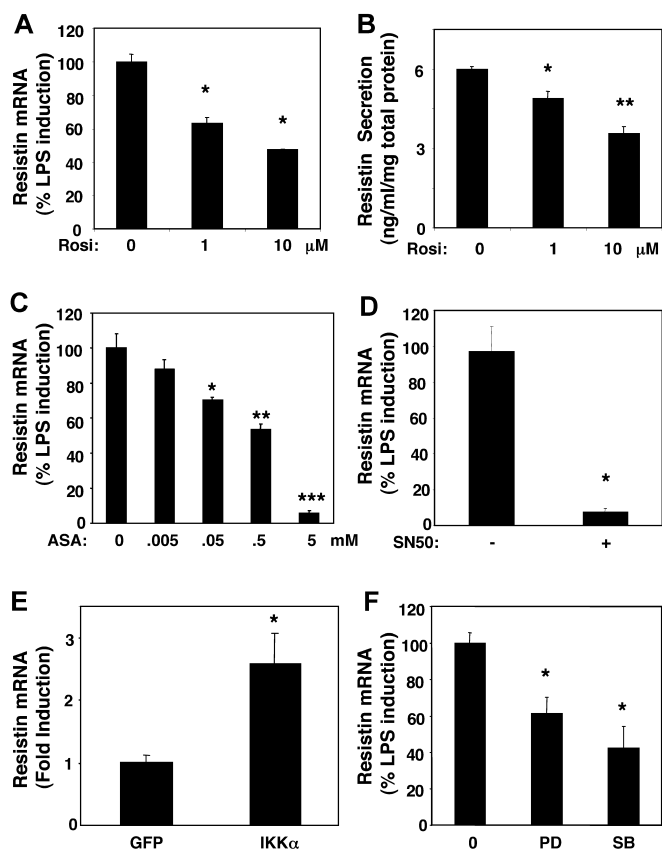 A
Resistin mRNA
(% LPS induction)
120
100
80
60
40
20
0
*
*
Rosi: 0 1 10 μM
B
Resistin Secretion
(ng/ml/mg total protein)
6
3
0
*
**
Rosi: 0 1 10 μM
C
Resistin mRNA
(% LPS induction)
120
100
80
60
40
20
0
*
**
***
ASA: 0 .005 .05 .5 5 mM
D
Resistin mRNA
(% LPS induction)
120
100
80
60
40
20
0
*
SN50: - +
E
Resistin mRNA
(Fold Induction)
3
2
1
0
*
GFP IKKα
F
Resistin mRNA
(% LPS induction)
120
100
80
60
40
20
0
*
*
0 PD SB